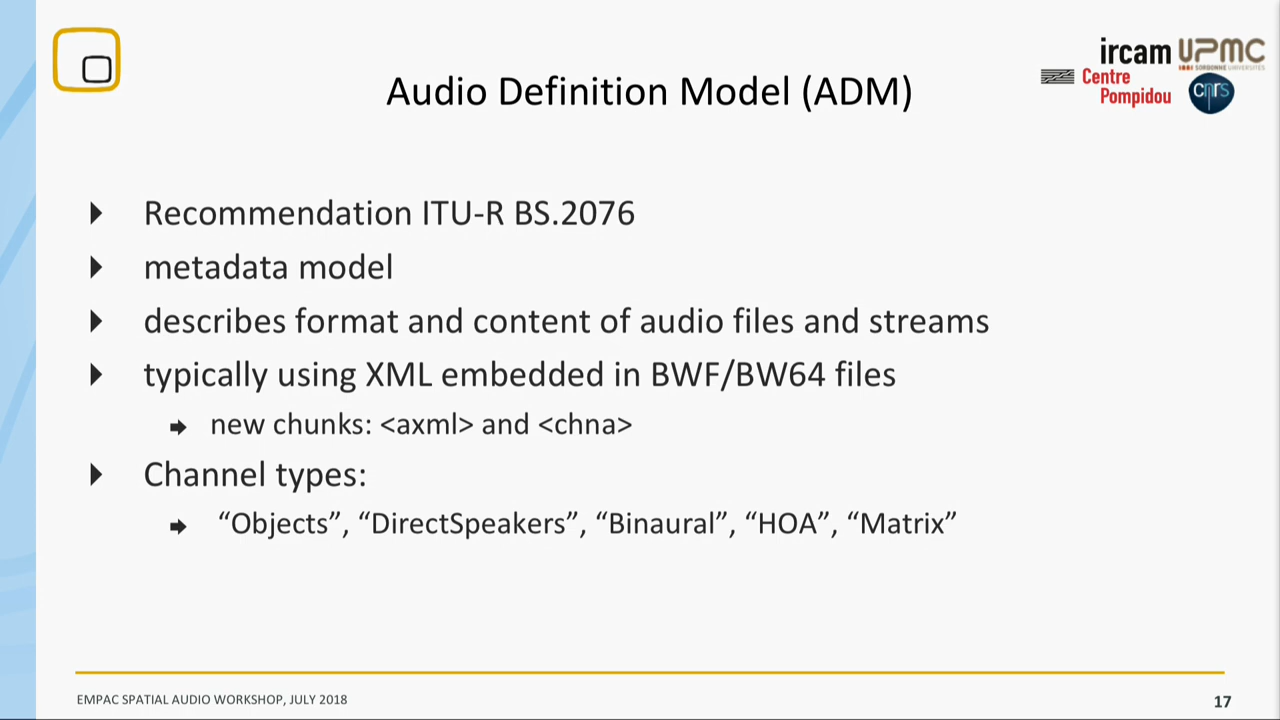 ircam
Centre
Pompidou
UPMC
SORBONNE UNIVERSITÉS
cnrs
Audio Definition Model (ADM)
Recommendation ITU-R BS.2076
metadata model
describes format and content of audio files and streams
typically using XML embedded in BWF/BW64 files
new chunks: <axml> and <chna>
Channel types:
“Objects”, “DirectSpeakers”, “Binaural”, “HOA”, “Matrix”
EMPAC SPATIAL AUDIO WORKSHOP, JULY 2018
17